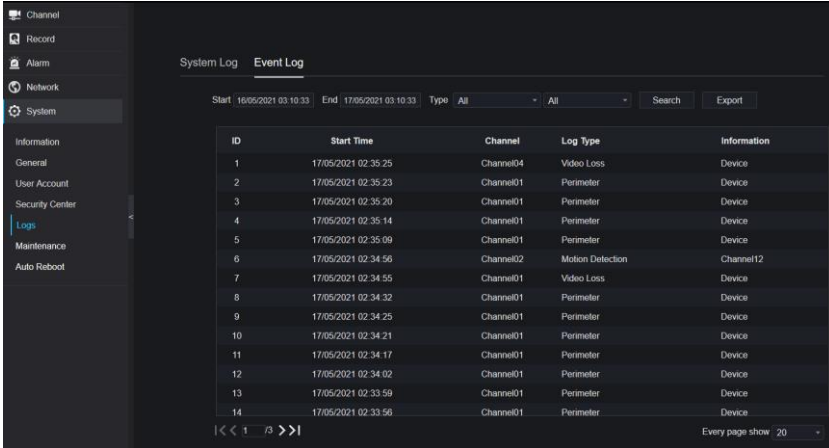 Channel
Record
Alarm
Network
System
Information
General
User Account
Security Center
Logs
Maintenance
Auto Reboot
<
System Log Event Log
Start 16/05/2021 03:10:33 End 17/05/2021 03:10:33 Type All All Search Export
ID Start Time Channel Log Type Information
1 17/05/2021 02:35:25 Channel04 Video Loss Device
2 17/05/2021 02:35:23 Channel01 Perimeter Device
3 17/05/2021 02:35:20 Channel01 Perimeter Device
4 17/05/2021 02:35:14 Channel01 Perimeter Device
5 17/05/2021 02:35:09 Channel01 Perimeter Device
6 17/05/2021 02:34:56 Channel02 Motion Detection Channel12
7 17/05/2021 02:34:55 Channel01 Video Loss Device
8 17/05/2021 02:34:32 Channel01 Perimeter Device
9 17/05/2021 02:34:25 Channel01 Perimeter Device
10 17/05/2021 02:34:21 Channel01 Perimeter Device
11 17/05/2021 02:34:17 Channel01 Perimeter Device
12 17/05/2021 02:34:02 Channel01 Perimeter Device
13 17/05/2021 02:33:59 Channel01 Perimeter Device
14 17/05/2021 02:33:56 Channel01 Perimeter Device
1 /3 Every page show 20